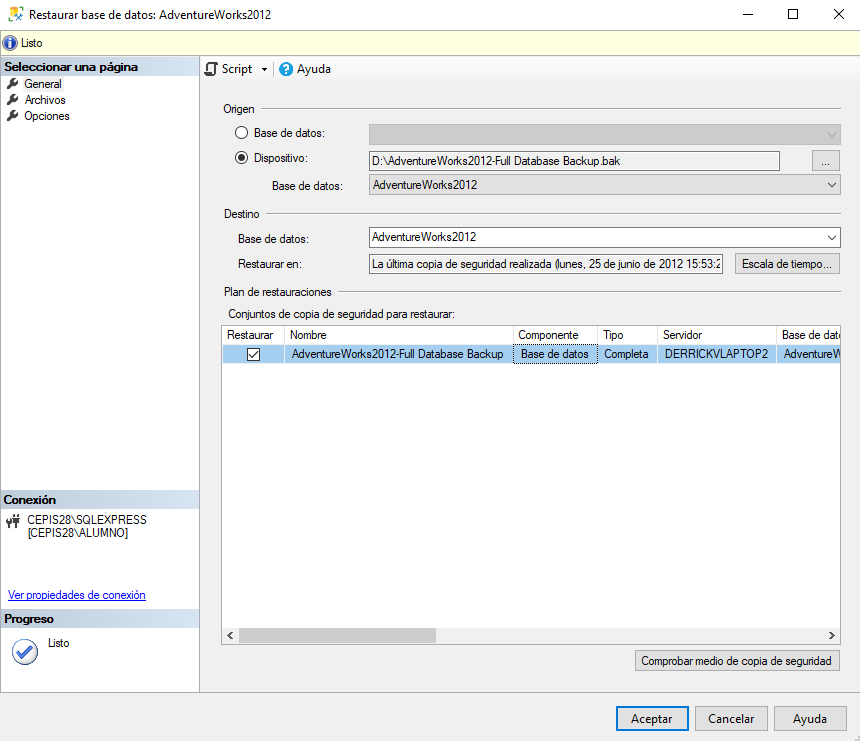 Restaurar base de datos: AdventureWorks2012
Listo
Seleccionar una página
General
Archivos
Opciones
Script
Ayuda
Origen
Base de datos:
Dispositivo:
D:\AdventureWorks2012-Full Database Backup.bak
...
Base de datos:
AdventureWorks2012
Destino
Base de datos:
AdventureWorks2012
Restaurar en:
La última copia de seguridad realizada (lunes, 25 de junio de 2012 15:53:2
Escala de tiempo...
Plan de restauraciones
Conjuntos de copia de seguridad para restaurar:
Restaurar Nombre Componente Tipo Servidor Base de dato
AdventureWorks2012-Full Database Backup Base de datos Completa DERRICKVLAPTOP2 AdventureW
Conexión
CEPIS28\SQLEXPRESS
[CEPIS28\ALUMNO]
Ver propiedades de conexión
Progreso
Listo
Comprobar medio de copia de seguridad
Aceptar
Cancelar
Ayuda